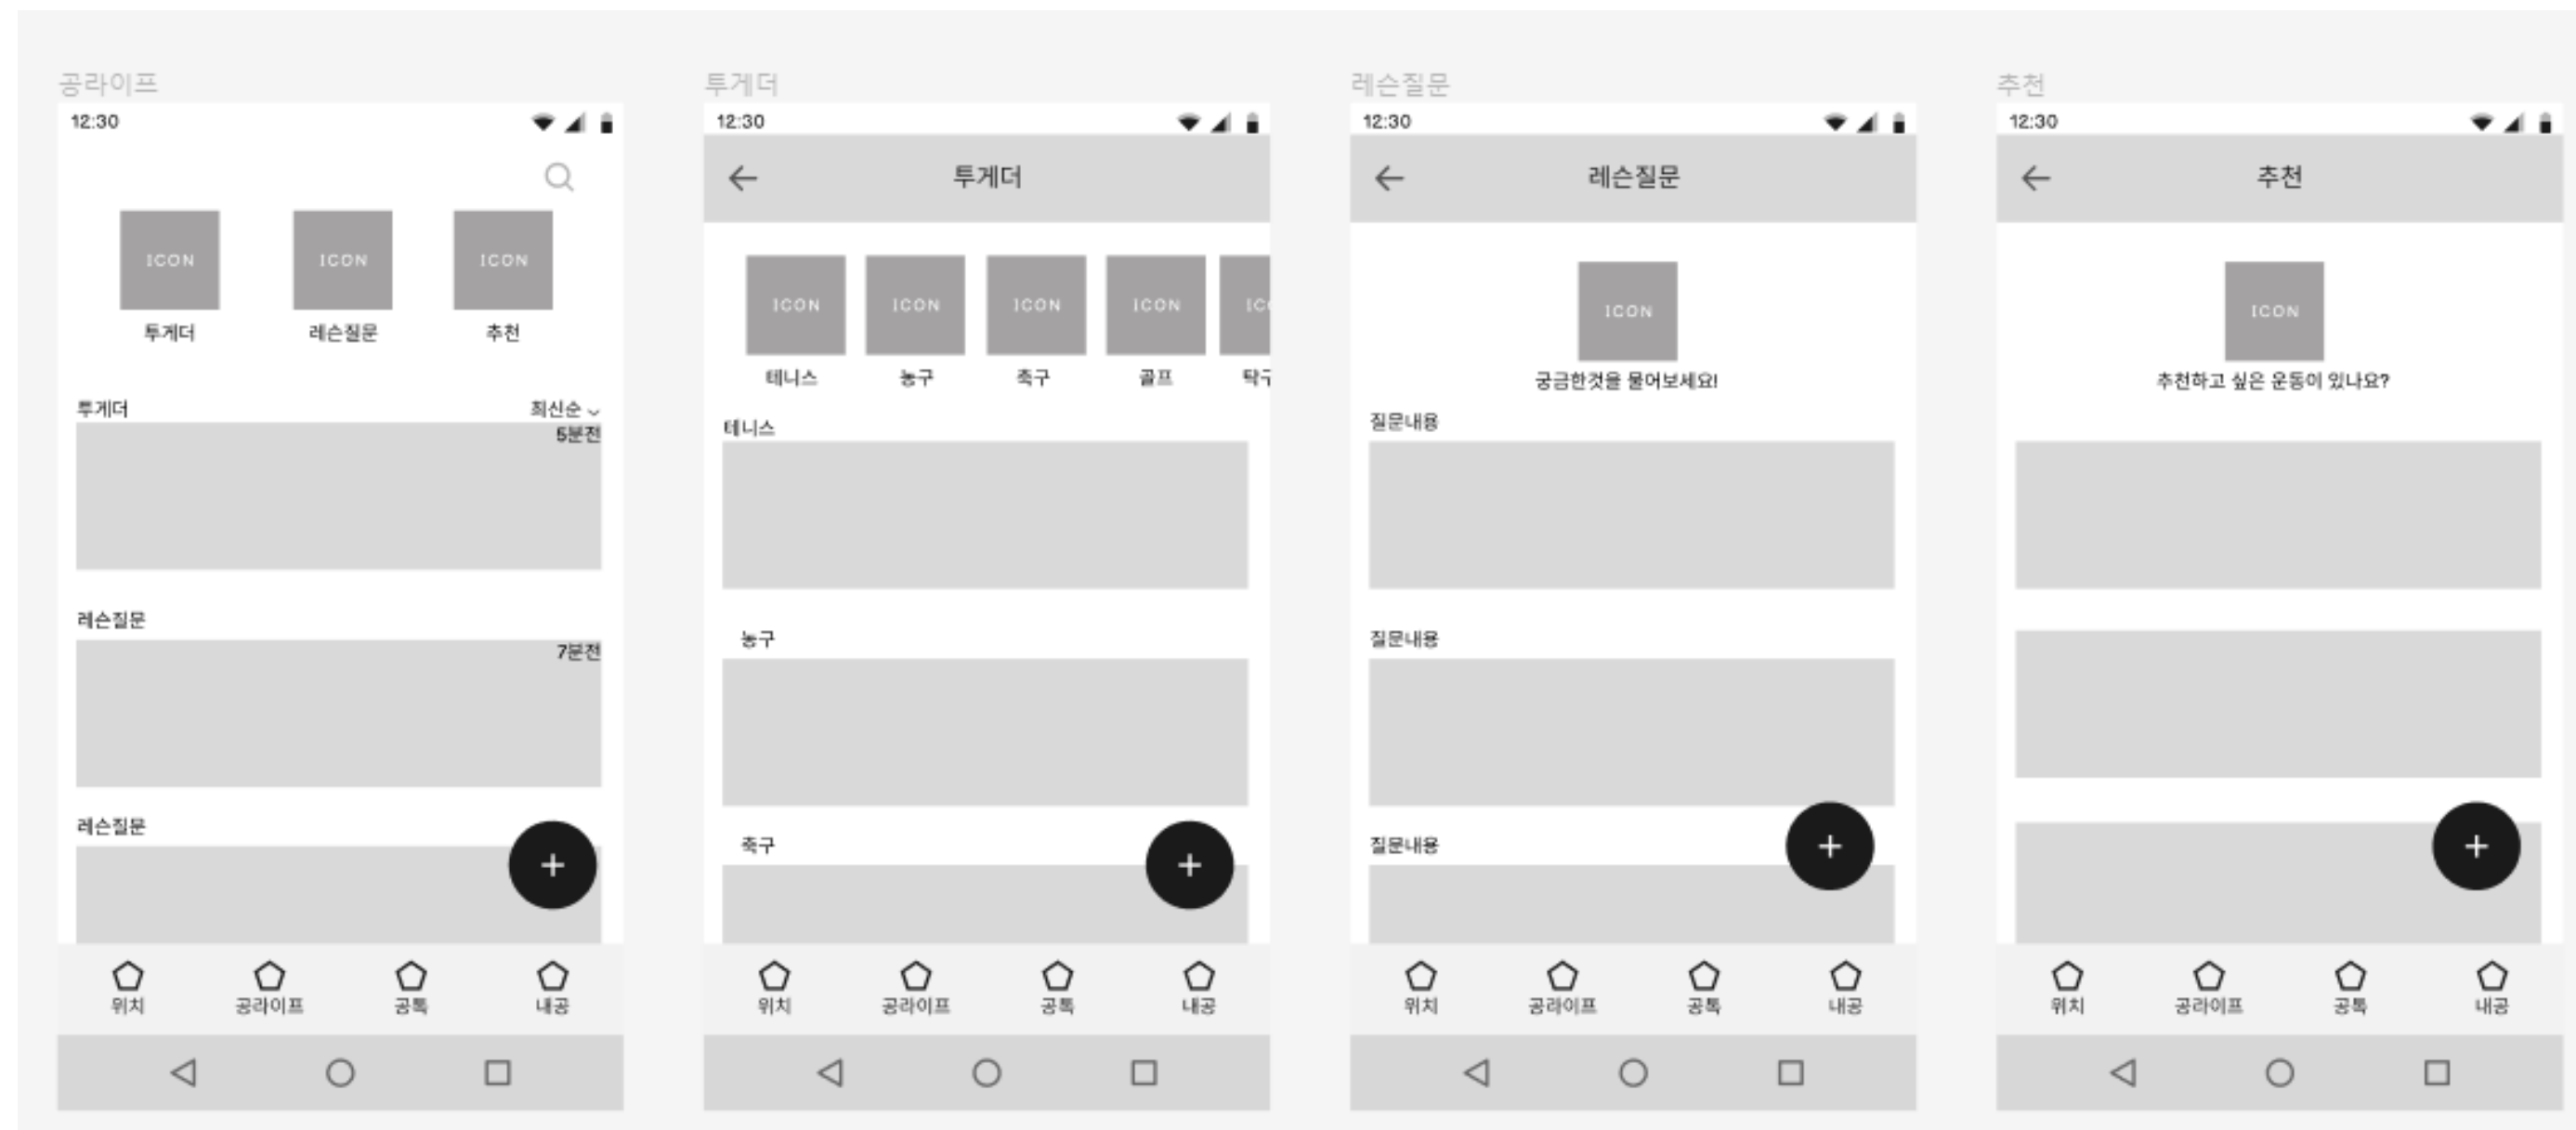 공라이프
12:30
ICON
ICON
ICON
투게더
레슨질문
추천
투게더
최신순
5분전
레슨질문
7분전
레슨질문
+
위치
공라이프
공톡
내공
투게더
12:30
투게더
ICON
ICON
ICON
ICON
테니스
농구
축구
골프
테니스
농구
축구
+
위치
공라이프
공톡
내공
레슨질문
12:30
레슨질문
ICON
궁금한것을 물어보세요!
질문내용
질문내용
질문내용
+
위치
공라이프
공톡
내공
추천
12:30
추천
ICON
추천하고 싶은 운동이 있나요?
+
위치
공라이프
공톡
내공